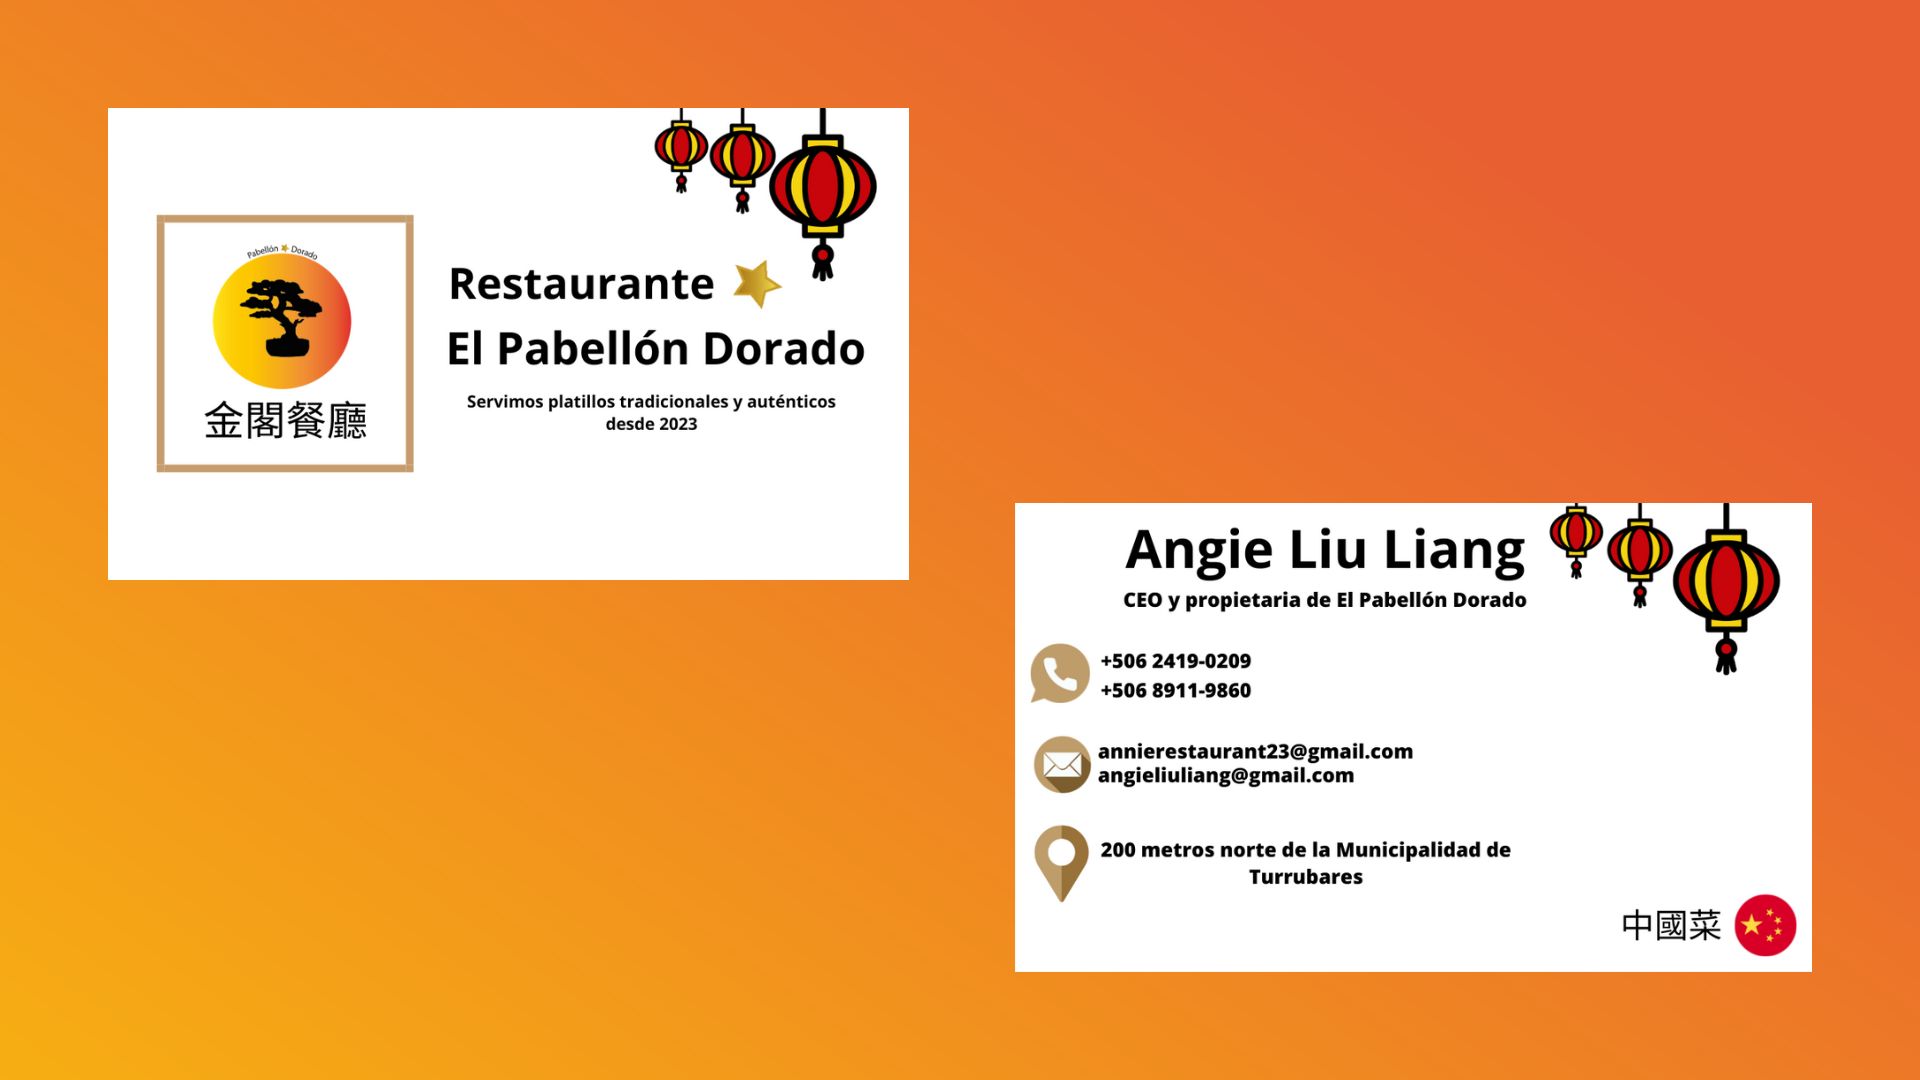 Pabellón Dorado
金閣餐廳
Restaurante
El Pabellón Dorado
Servimos platillos tradicionales y auténticos
desde 2023
Angie Liu Liang
CEO y propietaria de El Pabellón Dorado
+506 2419-0209
+506 8911-9860
annierestaurant23@gmail.com
angieliuliang@gmail.com
200 metros norte de la Municipalidad de
Turrubares
中國菜